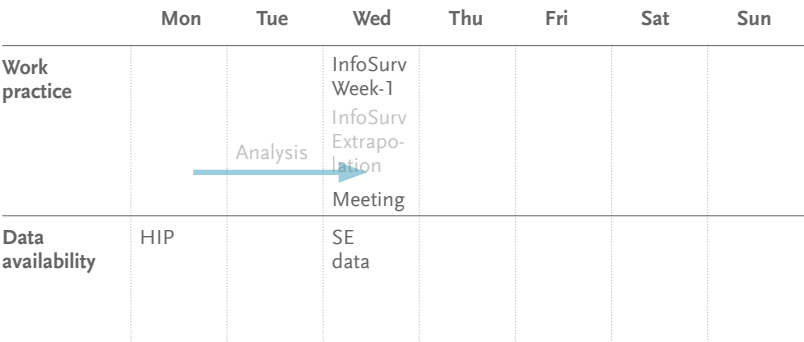 Mon Tue Wed Thu Fri Sat Sun
Work
practice
InfoSurv
Week-1
InfoSurv
Extrapo-
lation
Analysis
Meeting
Data
availability
HIP
SE
data